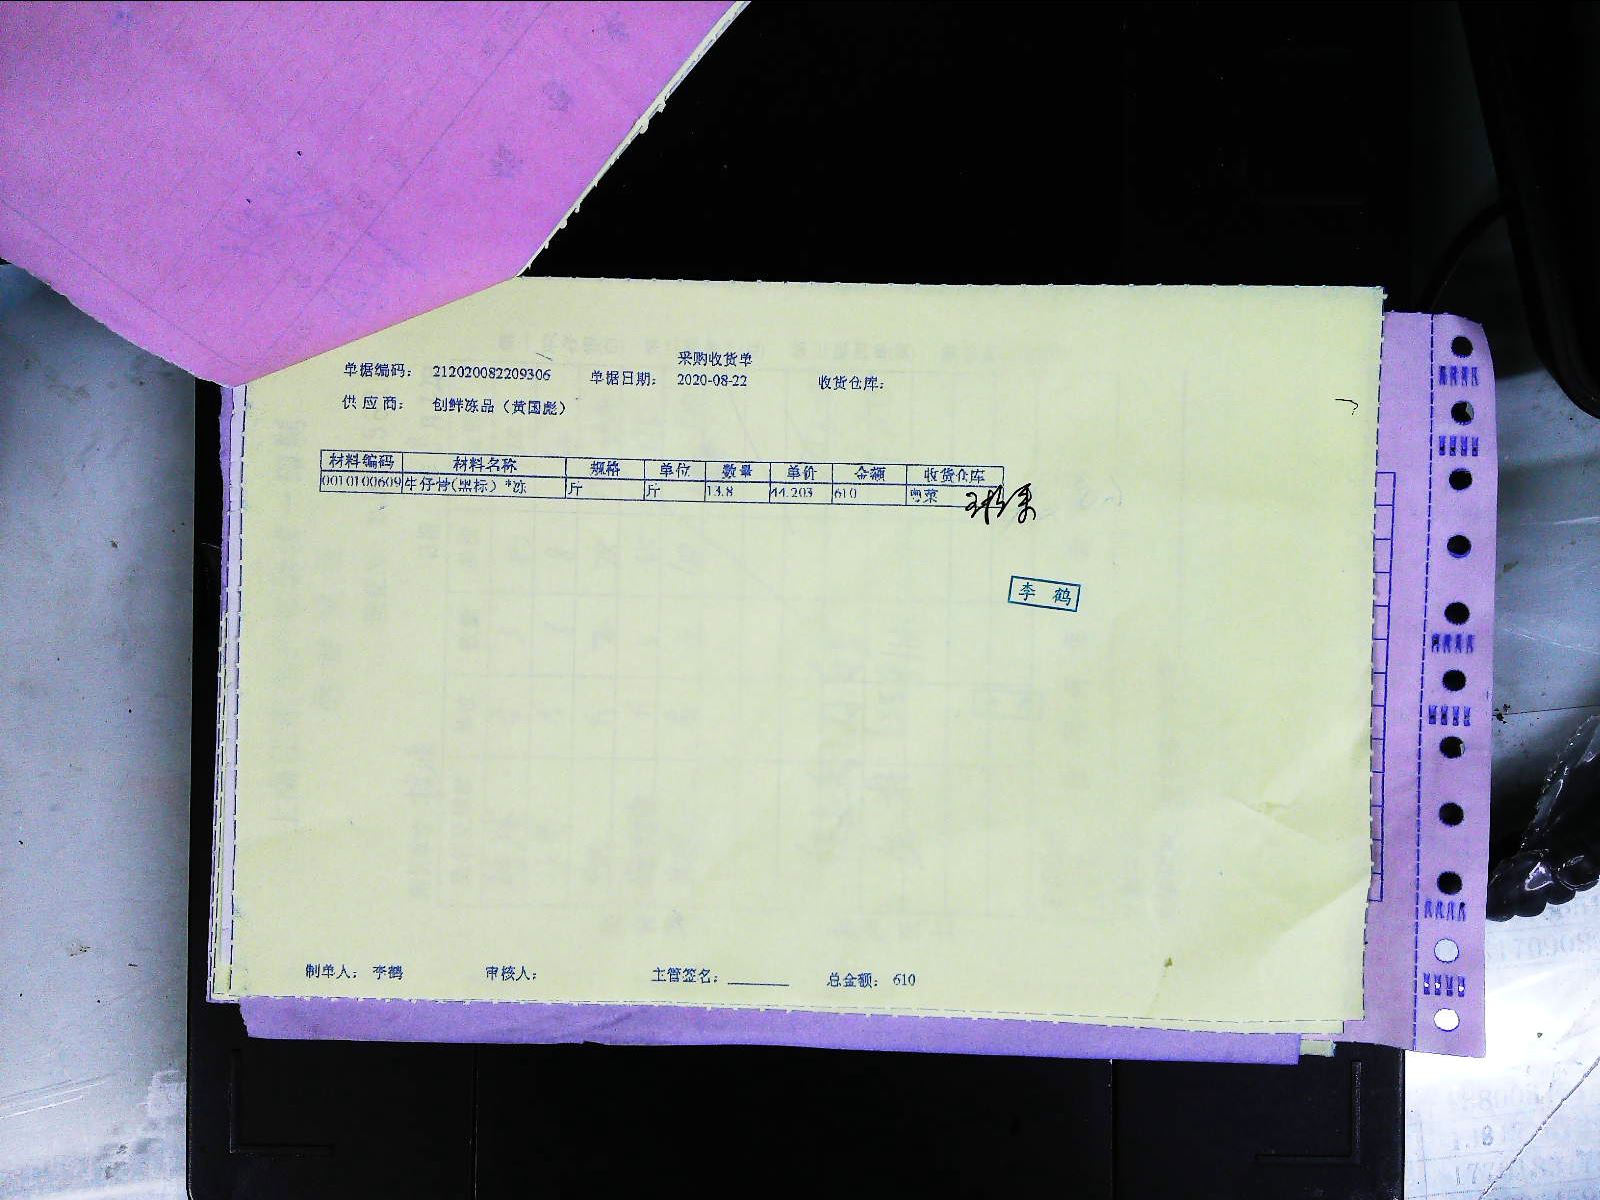 采购收货单
单据编码： 212020082209306 单据日期： 2020-08-22 收货仓库：
供 应 商： 创鲜冻品（黄国彪）
材料编码 材料名称 规格 单位 数量 单价 金额 收货仓库
0010100609 牛仔骨(黑标）*冻 斤 斤 13.8 44.203 610 粤菜
李 鹤
制单人： 李鹤 审核人： 主管签名： 总金额： 610